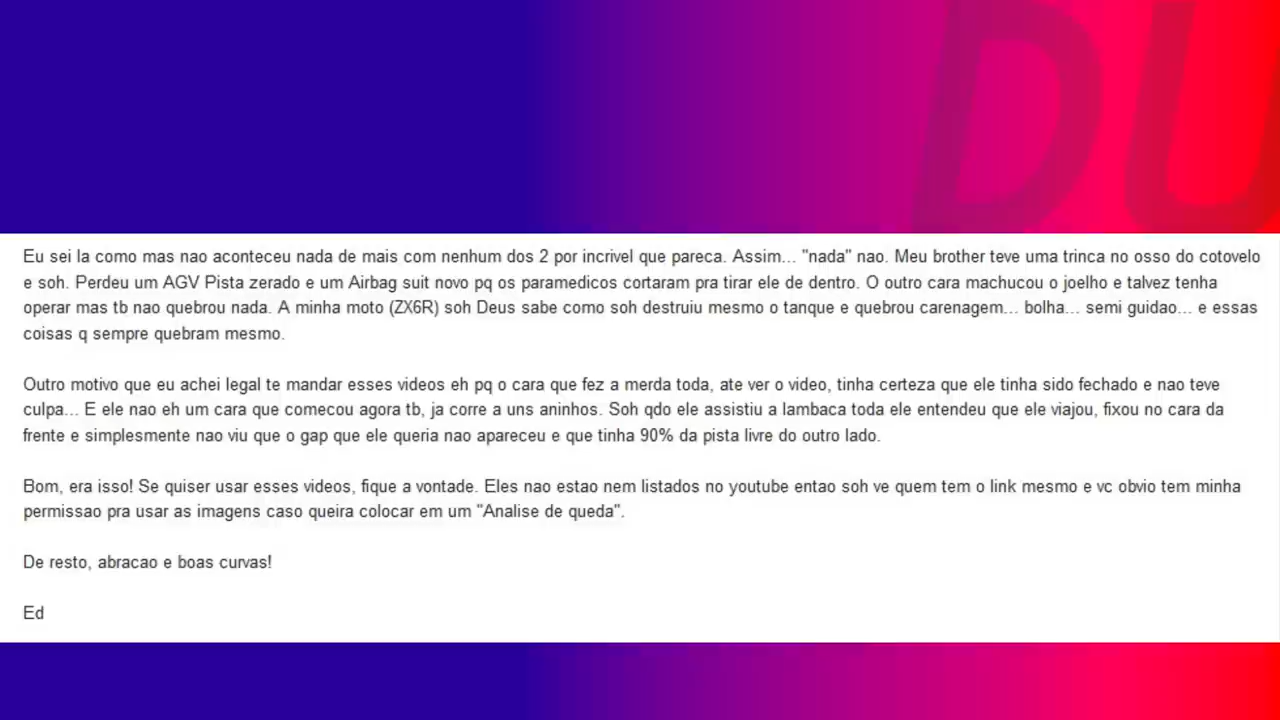 DU
Eu sei la como mas nao aconteceu nada de mais com nenhum dos 2 por incrivel que pareca. Assim... "nada" nao. Meu brother teve uma trinca no osso do cotovelo
e soh. Perdeu um AGV Pista zerado e um Airbag suit novo pq os paramedicos cortaram pra tirar ele de dentro. O outro cara machucou o joelho e talvez tenha
operar mas tb nao quebrou nada. A minha moto (ZX6R) soh Deus sabe como soh destruiu mesmo o tanque e quebrou carenagem... bolha... semi guidao... e essas
coisas q sempre quebram mesmo.
Outro motivo que eu achei legal te mandar esses videos eh pq o cara que fez a merda toda, ate ver o video, tinha certeza que ele tinha sido fechado e nao teve
culpa... E ele nao eh um cara que comecou agora tb, ja corre a uns aninhos. Soh qdo ele assistiu a lambaca toda ele entendeu que ele viajou, fixou no cara da
frente e simplesmente nao viu que o gap que ele queria nao apareceu e que tinha 90% da pista livre do outro lado.
Bom, era isso! Se quiser usar esses videos, fique a vontade. Eles nao estao nem listados no youtube entao soh ve quem tem o link mesmo e vc obvio tem minha
permissao pra usar as imagens caso queira colocar em um "Analise de queda".
De resto, abracao e boas curvas!
Ed